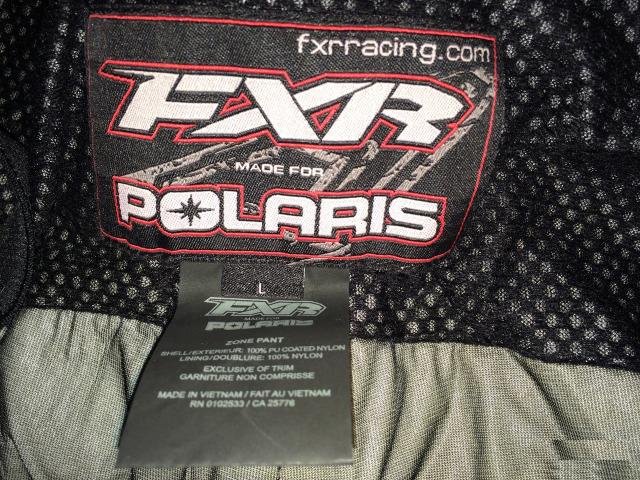 fxrracing.com
FXR
MADE FOR
POLARIS
L
FXR
MADE FOR
POLARIS
ZONE PANT
SHELL/EXTERIEUR: 100% PU COATED NYLON
LINING/DOUBLURE: 100% NYLON
EXCLUSIVE OF TRIM
GARNITURE NON COMPRISE
MADE IN VIETNAM / FAIT AU VIETNAM
RN 0102533 / CA 25776